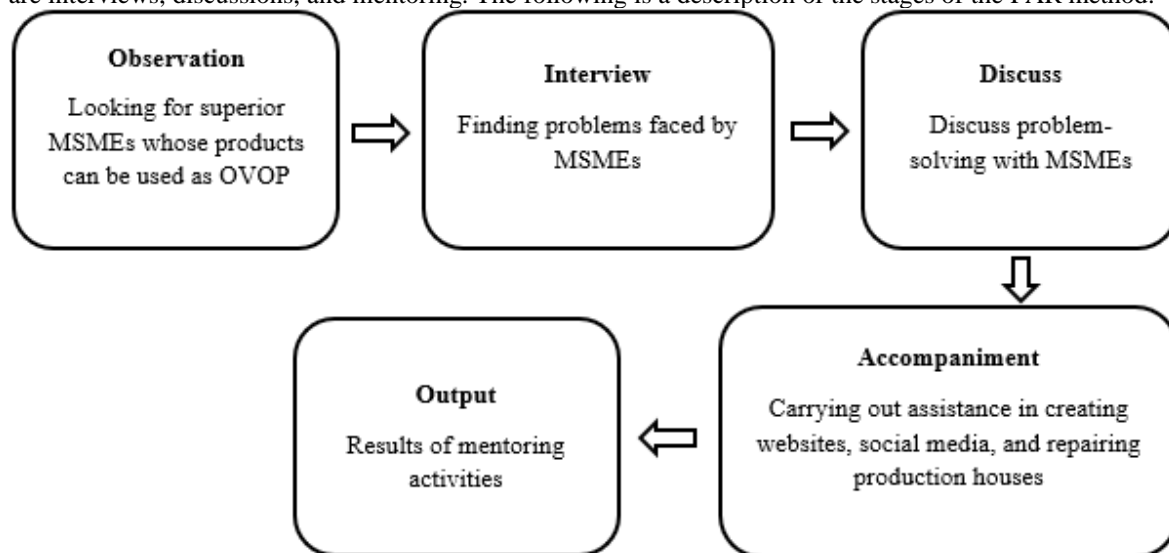 are interviews, discussions, and mentoring. The following is a description of the stages of the PAR method:
Observation
Looking for superior
MSMEs whose products
can be used as OVOP
Interview
Finding problems faced by
MSMEs
Discuss
Discuss problem-
solving with MSMEs
Accompaniment
Carrying out assistance in creating
websites, social media, and repairing
production houses
Output
Results of mentoring
activities